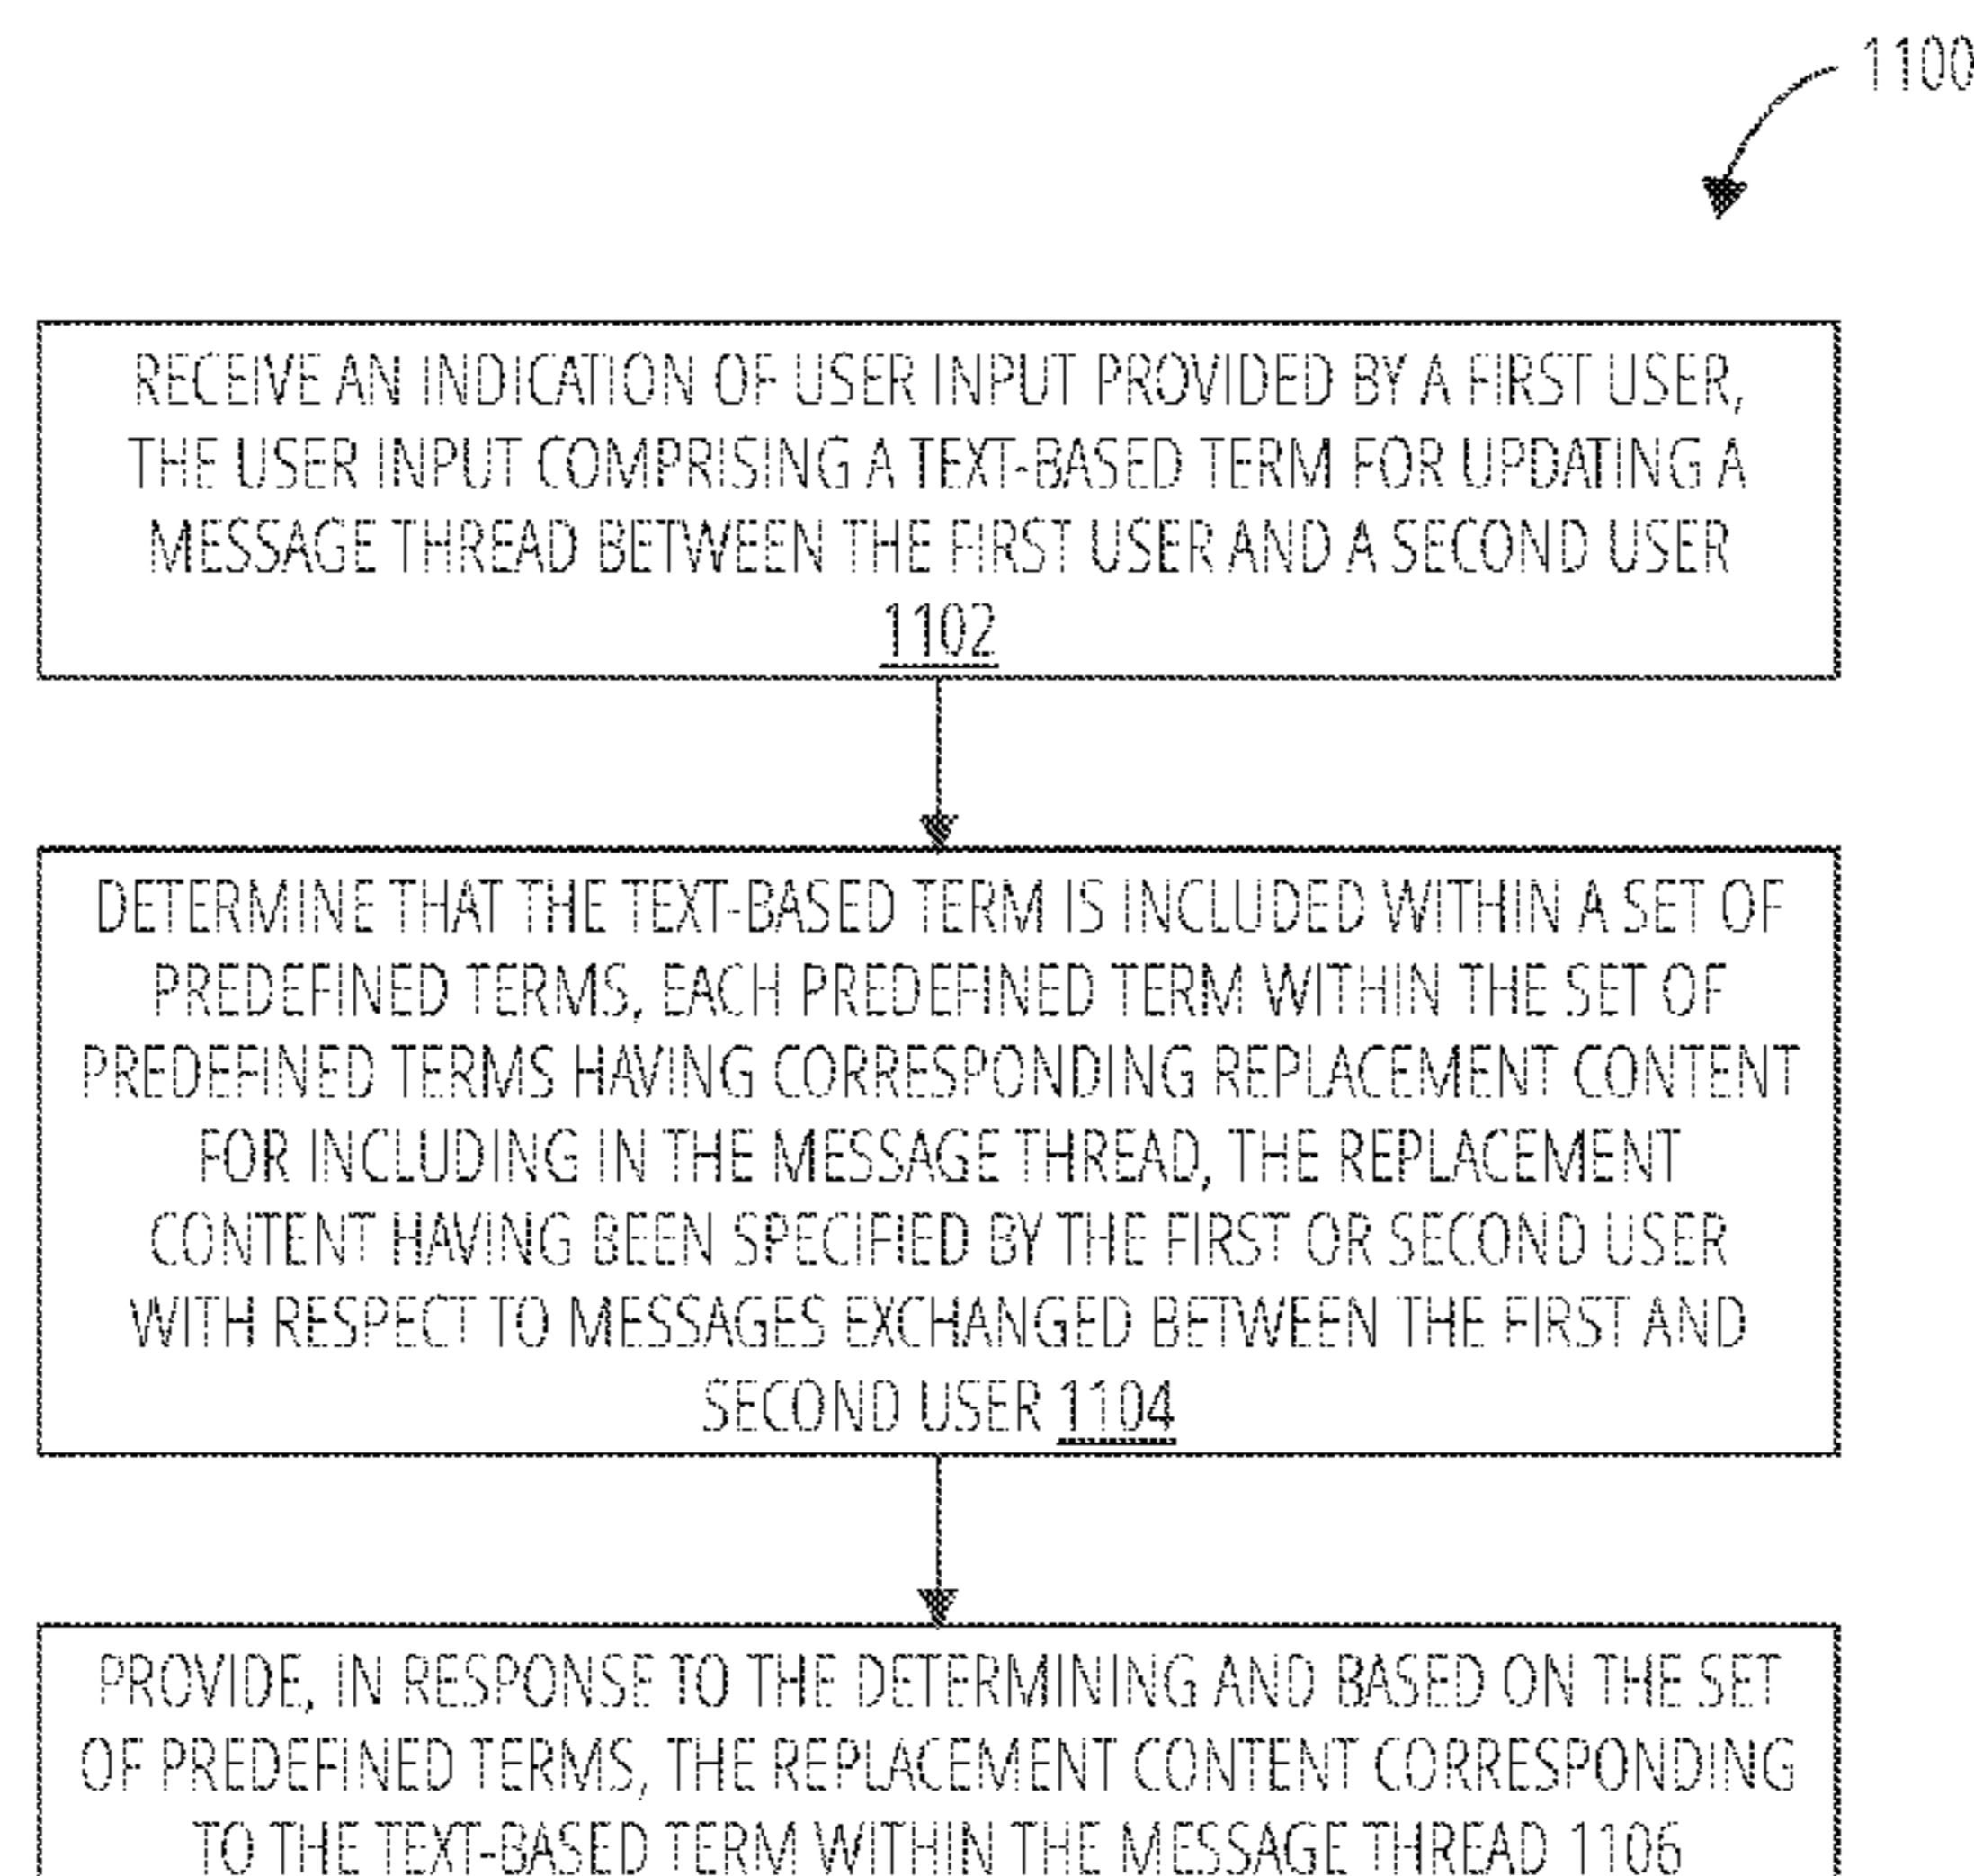 1100
RECEIVE AN INDICATION OF USER INPUT PROVIDED BY A FIRST USER,
THE USER INPUT COMPRISING A TEXT-BASED TERM FOR UPDATING A
MESSAGE THREAD BETWEEN THE FIRST USER AND A SECOND USER
1102
DETERMINE THAT THE TEXT-BASED TERM IS INCLUDED WITHIN A SET OF
PREDEFINED TERMS, EACH PREDEFINED TERM WITHIN THE SET OF
PREDEFINED TERMS HAVING CORRESPONDING REPLACEMENT CONTENT
FOR INCLUDING IN THE MESSAGE THREAD, THE REPLACEMENT
CONTENT HAVING BEEN SPECIFIED BY THE FIRST OR SECOND USER
WITH RESPECT TO MESSAGES EXCHANGED BETWEEN THE FIRST AND
SECOND USER 1104
PROVIDE, IN RESPONSE TO THE DETERMINING AND BASED ON THE SET
OF PREDEFINED TERMS, THE REPLACEMENT CONTENT CORRESPONDING
TO THE TEXT-BASED TERM WITHIN THE MESSAGE THREAD 1106